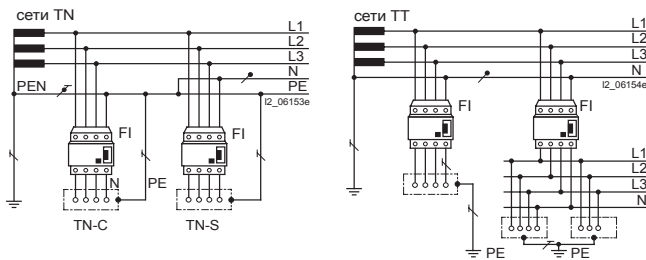 сети TN
L1
L2
L3
N
PEN
PE
I2_06153e
FI
FI
N
PE
TN-C
TN-S
сети TT
L1
L2
L3
N
I2_06154e
FI
FI
L1
L2
L3
N
PE
PE